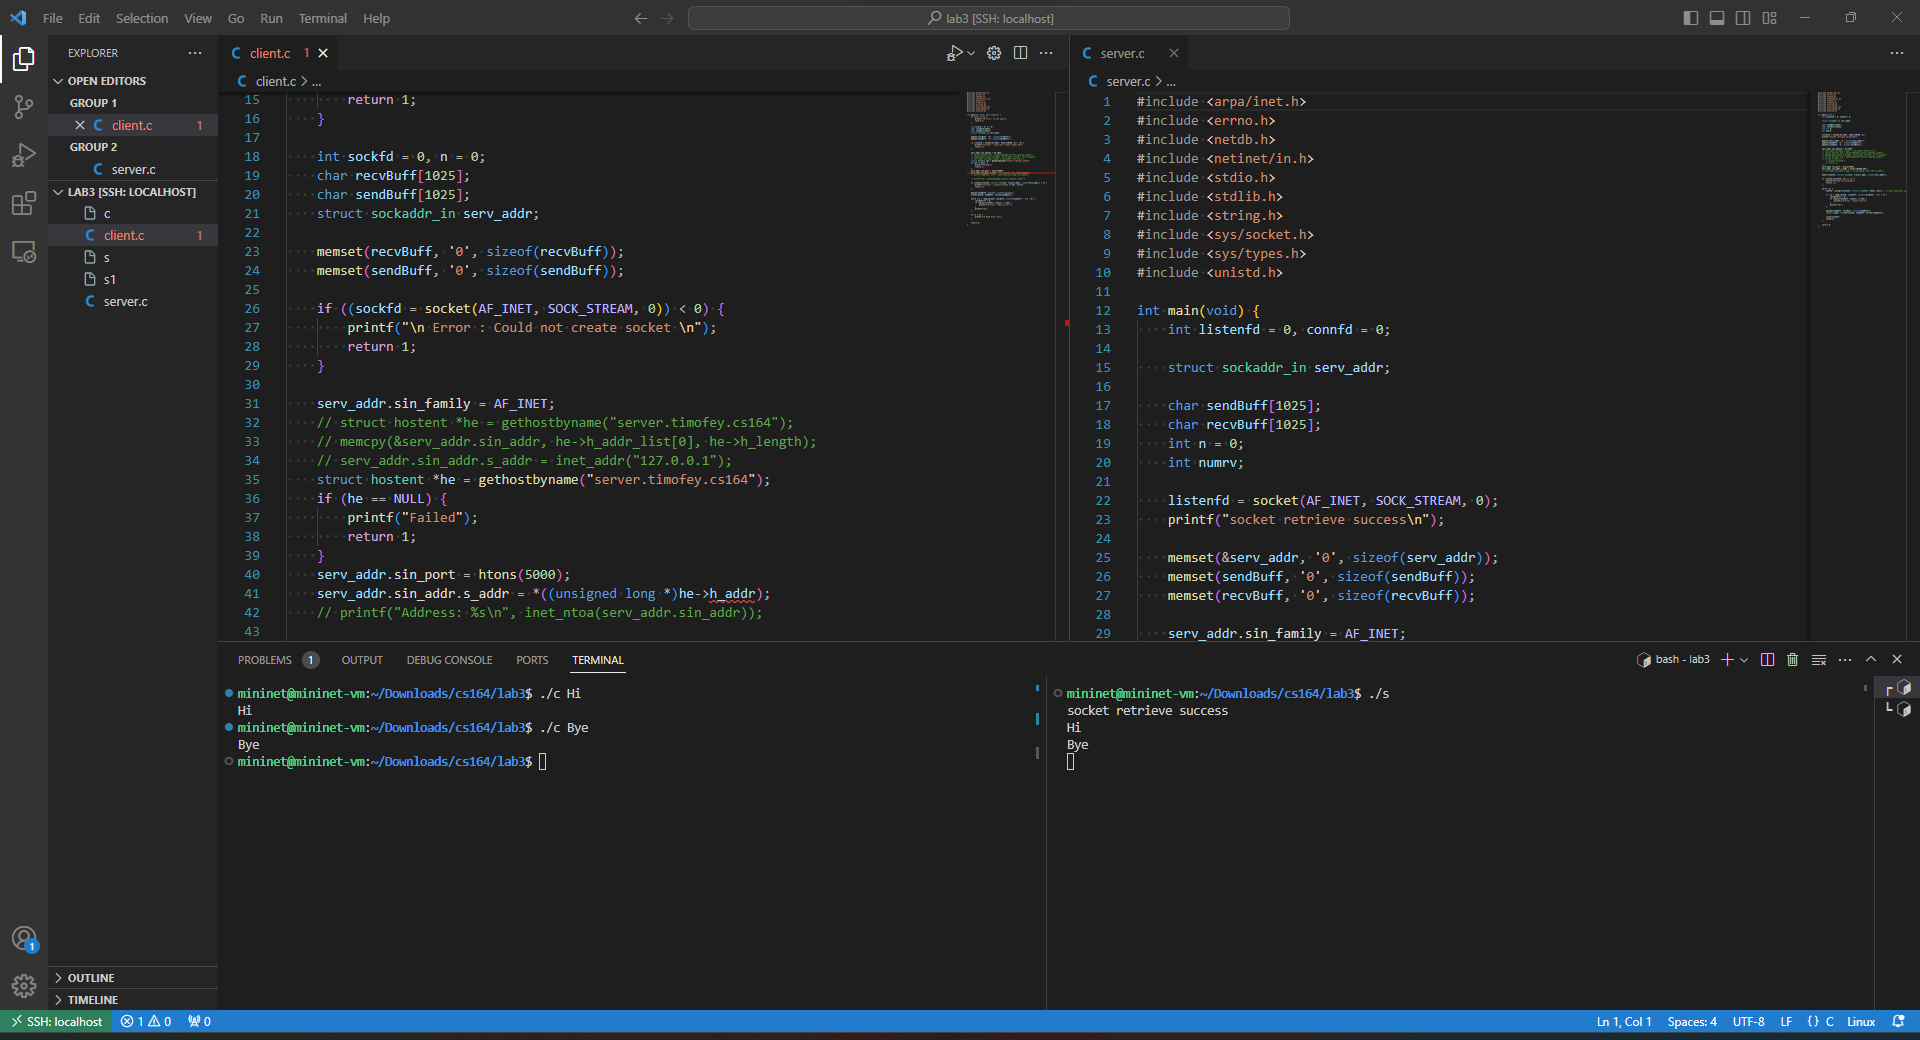 File Edit Selection View Go Run Terminal Help
lab3 [SSH: localhost]
EXPLORER
OPEN EDITORS
GROUP 1
client.c 1
GROUP 2
server.c
LAB3 [SSH: LOCALHOST]
c
client.c 1
s
s1
server.c
OUTLINE
TIMELINE
client.c 1
client.c > ...
15 return 1;
16 }
17
18 int sockfd = 0, n = 0;
19 char recvBuff[1025];
20 char sendBuff[1025];
21 struct sockaddr_in serv_addr;
22
23 memset(recvBuff, '0', sizeof(recvBuff));
24 memset(sendBuff, '0', sizeof(sendBuff));
25
26 if ((sockfd = socket(AF_INET, SOCK_STREAM, 0)) < 0) {
27 printf("\n Error : Could not create socket \n");
28 return 1;
29 }
30
31 serv_addr.sin_family = AF_INET;
32 // struct hostent *he = gethostbyname("server.timofey.cs164");
33 // memcpy(&serv_addr.sin_addr, he->h_addr_list[0], he->h_length);
34 // serv_addr.sin_addr.s_addr = inet_addr("127.0.0.1");
35 struct hostent *he = gethostbyname("server.timofey.cs164");
36 if (he == NULL) {
37 printf("Failed");
38 return 1;
39 }
40 serv_addr.sin_port = htons(5000);
41 serv_addr.sin_addr.s_addr = *((unsigned long *)he->h_addr);
42 // printf("Address: %s\n", inet_ntoa(serv_addr.sin_addr));
43
server.c
server.c > ...
1 #include <arpa/inet.h>
2 #include <errno.h>
3 #include <netdb.h>
4 #include <netinet/in.h>
5 #include <stdio.h>
6 #include <stdlib.h>
7 #include <string.h>
8 #include <sys/socket.h>
9 #include <sys/types.h>
10 #include <unistd.h>
11
12 int main(void) {
13 int listenfd = 0, connfd = 0;
14
15 struct sockaddr_in serv_addr;
16
17 char sendBuff[1025];
18 char recvBuff[1025];
19 int n = 0;
20 int numrv;
21
22 listenfd = socket(AF_INET, SOCK_STREAM, 0);
23 printf("socket retrieve success\n");
24
25 memset(&serv_addr, '0', sizeof(serv_addr));
26 memset(sendBuff, '0', sizeof(sendBuff));
27 memset(recvBuff, '0', sizeof(recvBuff));
28
29 serv_addr.sin_family = AF_INET;
PROBLEMS 1 OUTPUT DEBUG CONSOLE PORTS TERMINAL
bash - lab3
mininet@mininet-vm:~/Downloads/cs164/lab3$ ./c Hi
Hi
mininet@mininet-vm:~/Downloads/cs164/lab3$ ./c Bye
Bye
mininet@mininet-vm:~/Downloads/cs164/lab3$
mininet@mininet-vm:~/Downloads/cs164/lab3$ ./s
socket retrieve success
Hi
Bye
1
SSH: localhost 1 0 0
Ln 1, Col 1 Spaces: 4 UTF-8 LF {} C Linux